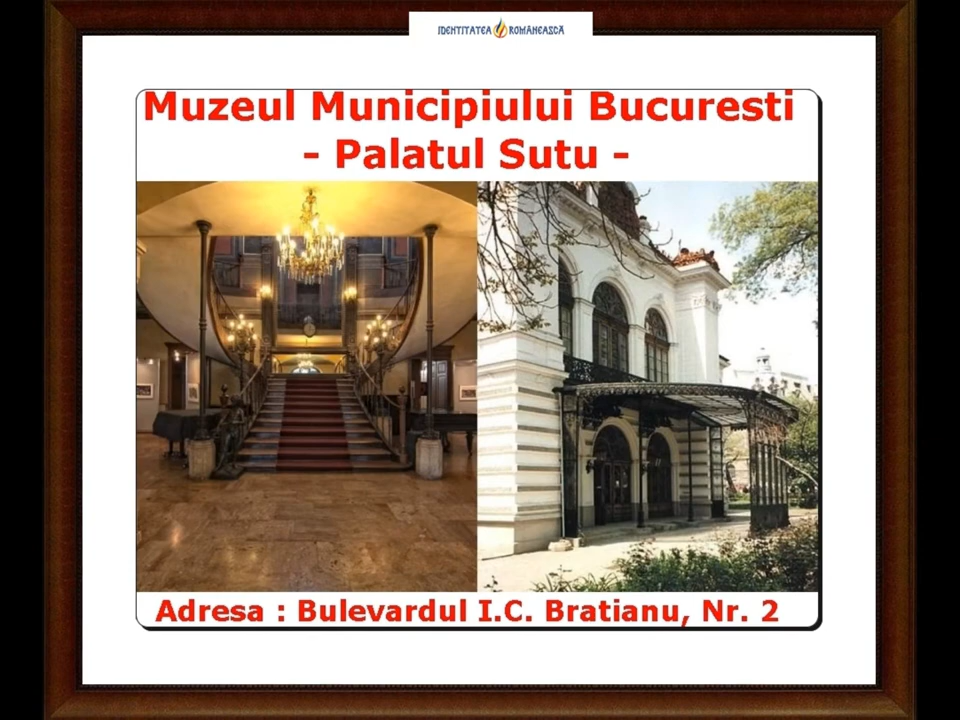 IDENTITATEA ROMÂNEASCĂ
Muzeul Municipiului Bucuresti
- Palatul Sutu -
Adresa : Bulevardul I.C. Bratianu, Nr. 2